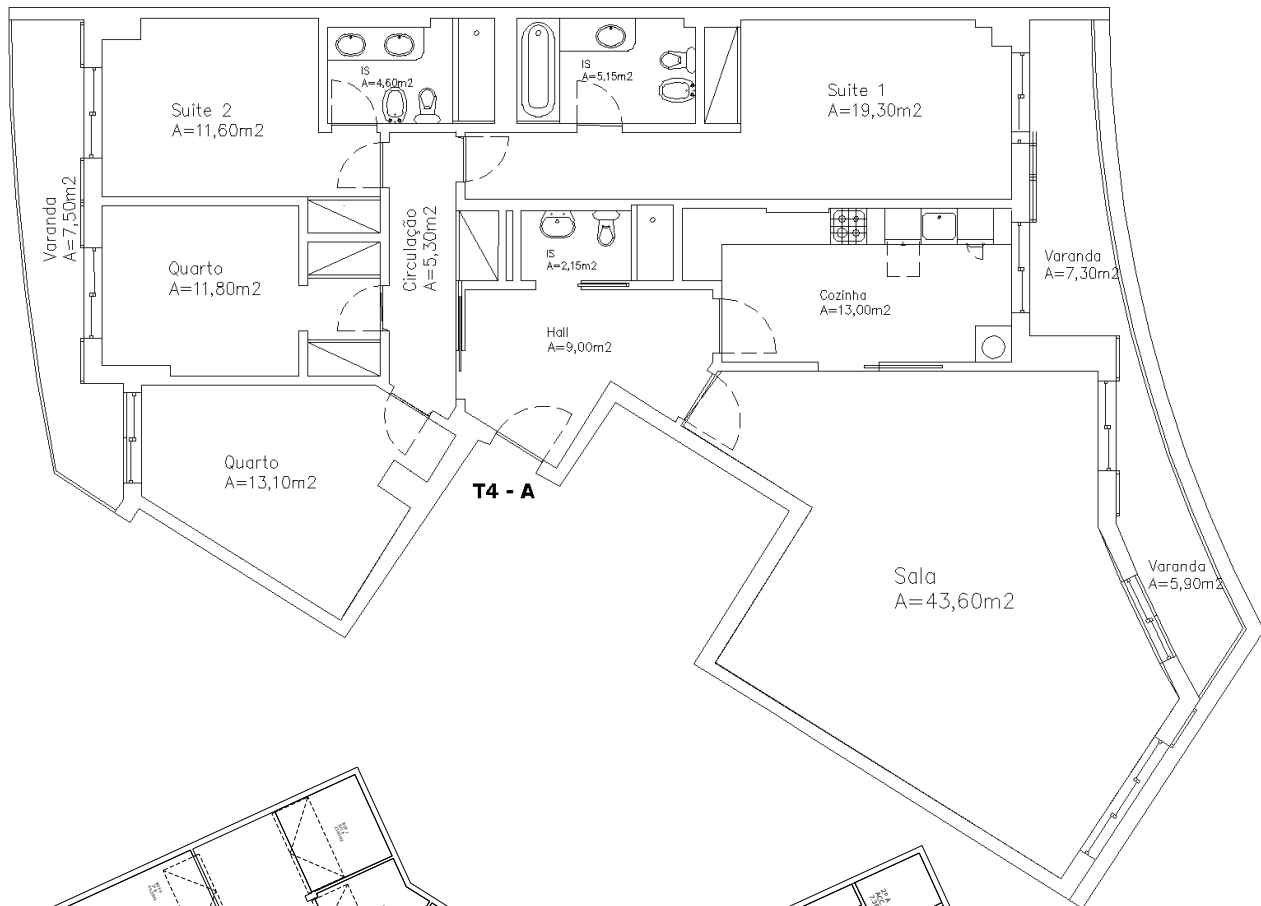 Suite 2
A=11,60m2
IS
A=4,60m2
IS
A=5,15m2
Suite 1
A=19,30m2
Varanda
A=7,50m2
Circulação
A=5,30m2
Quarto
A=11,80m2
IS
A=2,15m2
Hall
A=9,00m2
Cozinha
A=13,00m2
Varanda
A=7,30m2
Quarto
A=13,10m2
T4 - A
Sala
A=43,60m2
Varanda
A=5,90m2
2º A